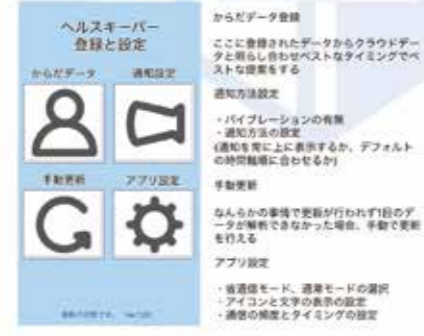 ヘルスキーパー
登録と設定
からだデータ
通知設定
手動更新
アプリ設定
からだデータ登録
ここに登録されたデータからクラウドデー
タと照らし合わせベストなタイミングでベ
ストな提案をする
通知方法設定
・バイブレーションの有無
・通知方法の設定
(通知を常に上に表示するか、デフォルト
の時間軸順に合わせるか)
手動更新
なんらかの事情で更新が行われず1日のデ
ータが解析できなかった場合、手動で更新
を行える
アプリ設定
・省通信モード、通常モードの選択
・アイコンと文字の表示の設定
・通信の頻度とタイミングの設定